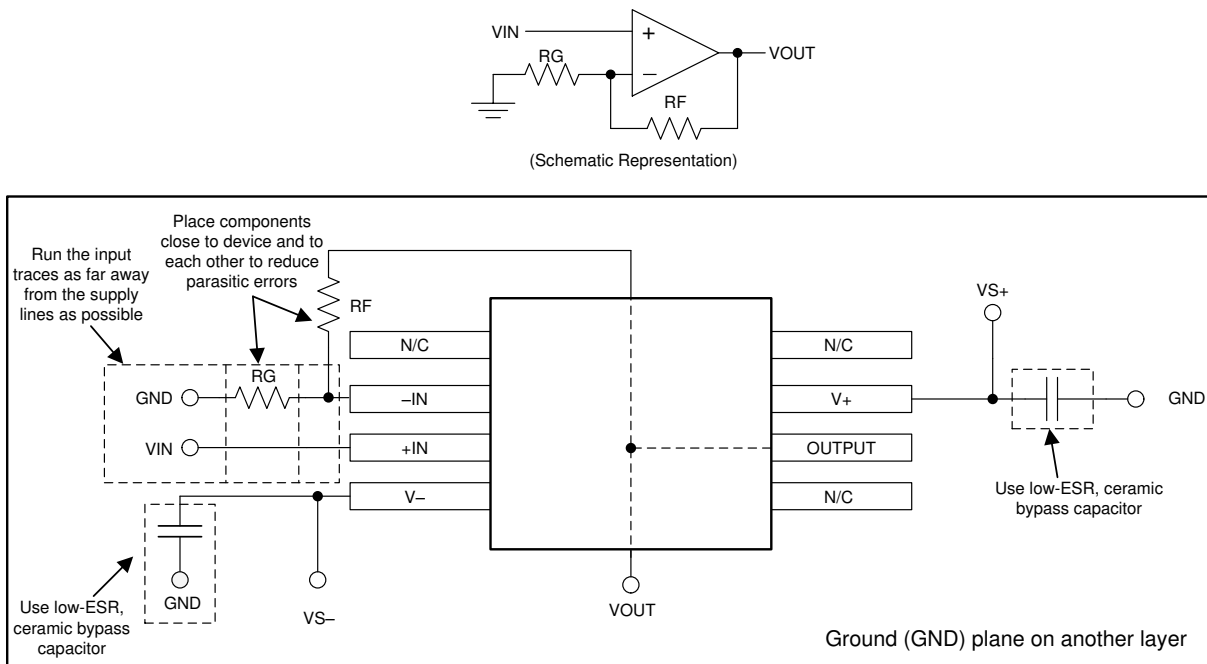 VIN
RG
+
−
VOUT
RF
(Schematic Representation)
Place components
close to device and to
each other to reduce
parasitic errors
Run the input
traces as far away
from the supply
lines as possible
RF
VS+
N/C
N/C
RG
GND
–IN
V+
GND
VIN
+IN
OUTPUT
V–
N/C
Use low-ESR, ceramic
bypass capacitor
GND
VS–
VOUT
Use low-ESR,
ceramic bypass
capacitor
Ground (GND) plane on another layer